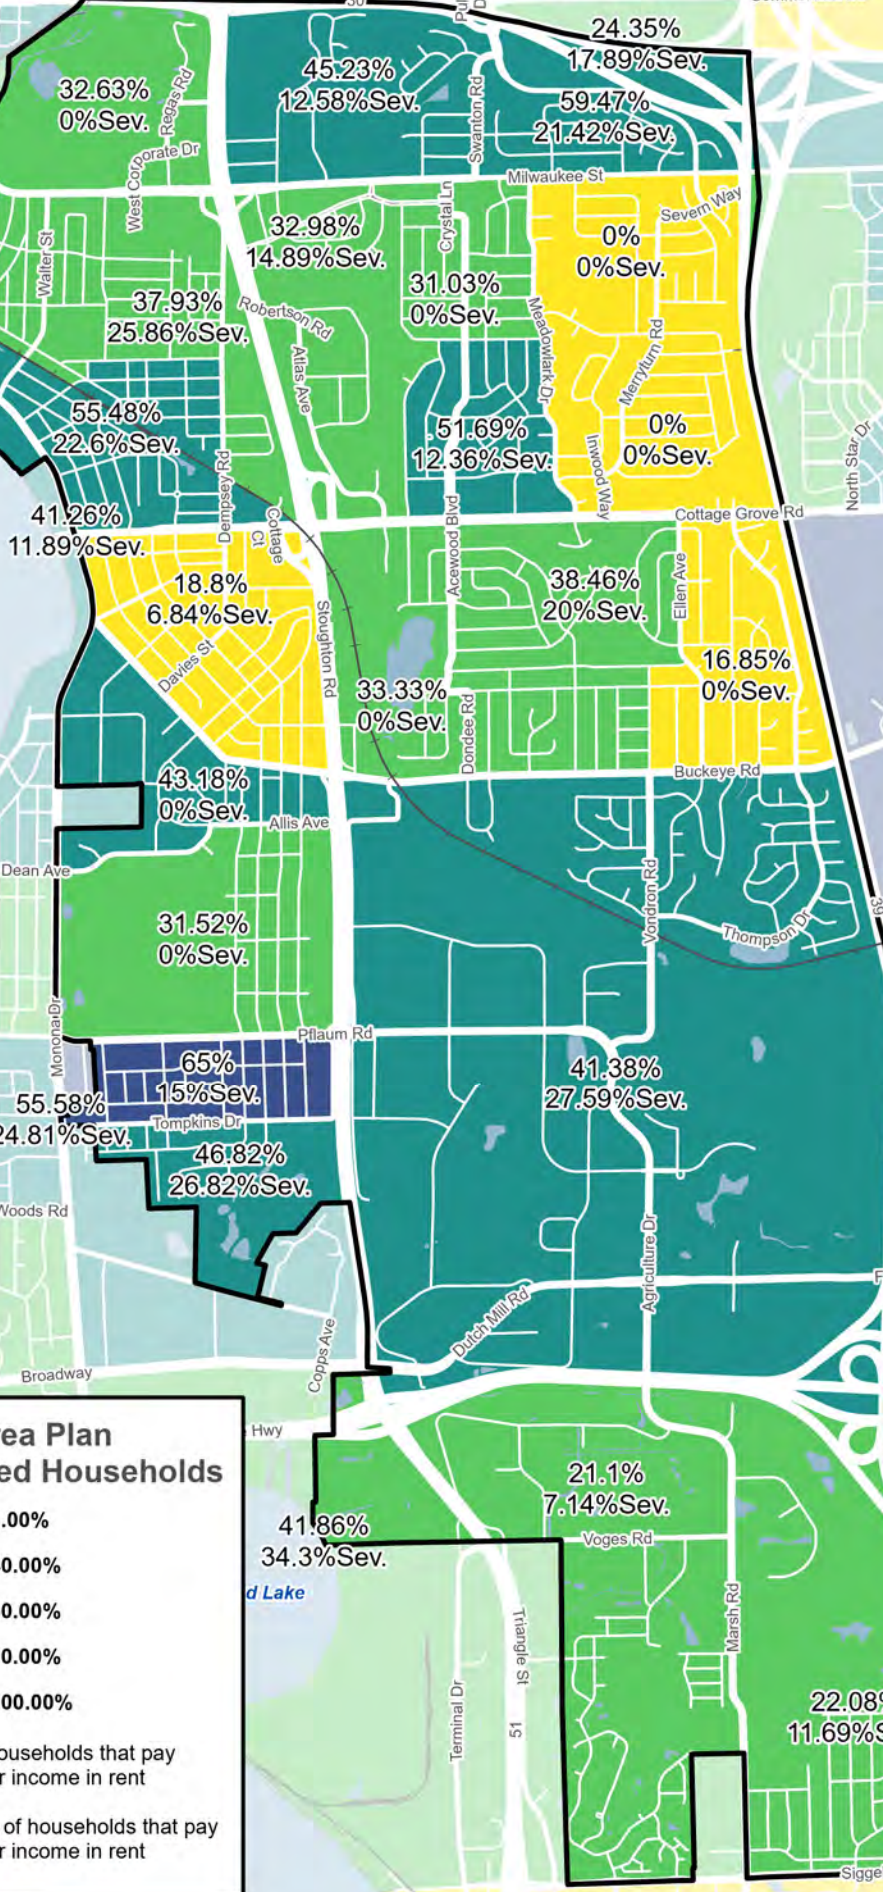 30
24.35%
17.89%Sev.
45.23%
12.58%Sev.
32.63%
0%Sev.
Regas Rd
Swanton Rd
59.47%
21.42%Sev.
West Corporate Dr
Milwaukee St
Severn Way
Crystal Ln
32.98%
14.89%Sev.
0%
0%Sev.
Walter St
31.03%
0%Sev.
37.93%
25.86%Sev.
Robertson Rd
Meadowlark Dr
Merryturn Rd
Atlas Ave
55.48%
22.6%Sev.
51.69%
12.36%Sev.
0%
0%Sev.
North Star Dr
Inwood Way
Dempsey Rd
41.26%
11.89%Sev.
Cottage Ct
Acewood Blvd
Cottage Grove Rd
18.8%
6.84%Sev.
38.46%
20%Sev.
Ellen Ave
Stoughton Rd
Davies St
16.85%
0%Sev.
33.33%
0%Sev.
Dondee Rd
43.18%
0%Sev.
Buckeye Rd
Allis Ave
Dean Ave
Vondron Rd
39
31.52%
0%Sev.
Thompson Dr
Monona Dr
Pflaum Rd
65%
15%Sev.
41.38%
27.59%Sev.
55.58%
24.81%Sev.
Tompkins Dr
46.82%
26.82%Sev.
Woods Rd
Agriculture Dr
Dutch Mill Rd
Copps Ave
Broadway
Hwy
rea Plan
ed Households
.00%
0.00%
0.00%
0.00%
00.00%
ouseholds that pay
r income in rent
of households that pay
r income in rent
21.1%
7.14%Sev.
41.86%
34.3%Sev.
Voges Rd
d Lake
Marsh Rd
Triangle St
Terminal Dr
51
22.08%
11.69%S
Sigge